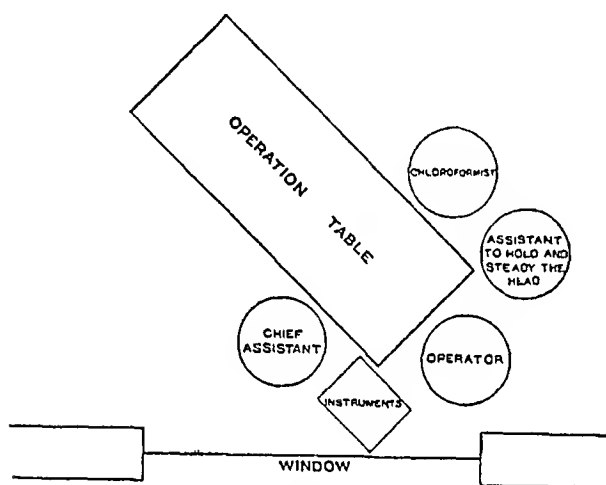 OPERATION TABLE
CHLOROFORMIST
ASSISTANT
TO HOLD AND
STEADY THE
HEAD
CHIEF
ASSISTANT
OPERATOR
INSTRUMENTS
WINDOW